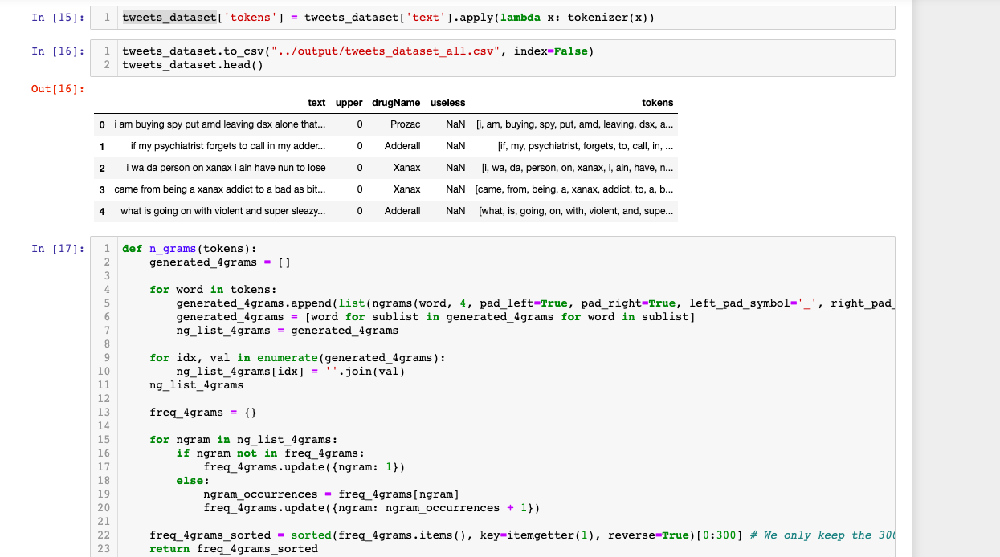 In [15]: 1 tweets_dataset['tokens'] = tweets_dataset['text'].apply(lambda x: tokenizer(x))
In [16]: 1 tweets_dataset.to_csv("../output/tweets_dataset_all.csv", index=False)
2 tweets_dataset.head()
Out[16]:
text upper drugName useless tokens
0 i am buying spy put amd leaving dsx alone that... 0 Prozac NaN [i, am, buying, spy, put, amd, leaving, dsx, a...
1 if my psychiatrist forgets to call in my adder... 0 Adderall NaN [if, my, psychiatrist, forgets, to, call, in, ...
2 i wa da person on xanax i ain have nun to lose 0 Xanax NaN [i, wa, da, person, on, xanax, i, ain, have, n...
3 came from being a xanax addict to a bad as bit... 0 Xanax NaN [came, from, being, a, xanax, addict, to, a, b...
4 what is going on with violent and super sleazy... 0 Adderall NaN [what, is, going, on, with, violent, and, supe...
In [17]: 1 def n_grams(tokens):
2     generated_4grams = []
3
4     for word in tokens:
5         generated_4grams.append(list(ngrams(word, 4, pad_left=True, pad_right=True, left_pad_symbol='_', right_pad_
6         generated_4grams = [word for sublist in generated_4grams for word in sublist]
7         ng_list_4grams = generated_4grams
8
9     for idx, val in enumerate(generated_4grams):
10         ng_list_4grams[idx] = ''.join(val)
11     ng_list_4grams
12
13     freq_4grams = {}
14
15     for ngram in ng_list_4grams:
16         if ngram not in freq_4grams:
17             freq_4grams.update({ngram: 1})
18         else:
19             ngram_occurrences = freq_4grams[ngram]
20             freq_4grams.update({ngram: ngram_occurrences + 1})
21
22     freq_4grams_sorted = sorted(freq_4grams.items(), key=itemgetter(1), reverse=True)[0:300] # We only keep the 300
23     return freq_4grams_sorted